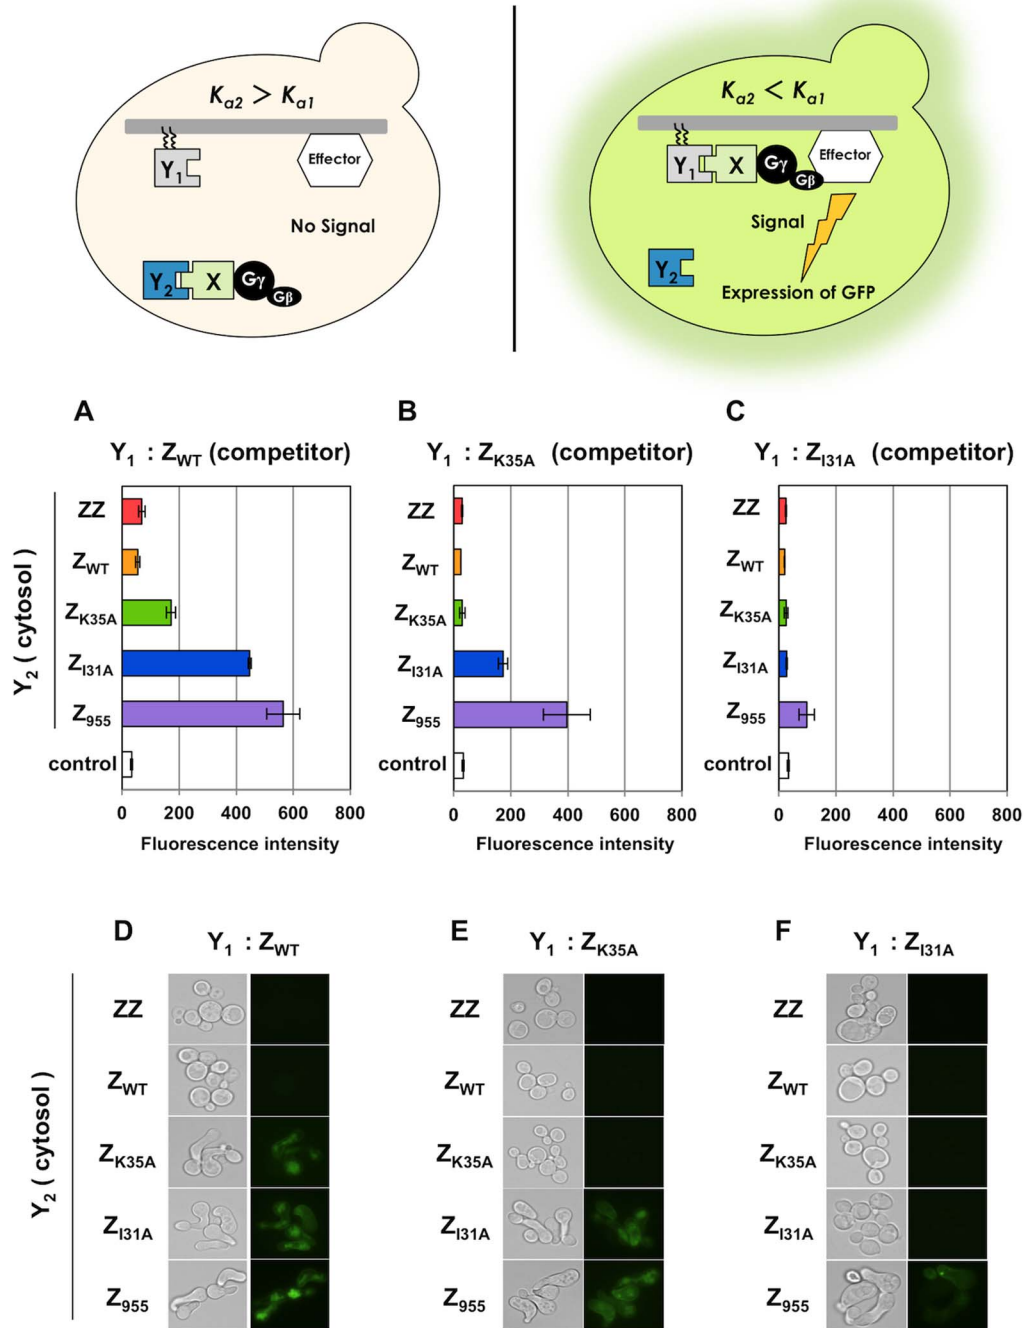 Ka2 > Ka1
Y1
Effector
No Signal
Y2 X Gγ Gβ
Ka2 < Ka1
Y1 X Gγ Gβ Effector
Signal
Y2
Expression of GFP
A
Y1 : ZWT (competitor)
Y2 ( cytosol )
ZZ
ZWT
ZK35A
ZI31A
Z955
control
0 200 400 600 800
Fluorescence intensity
B
Y1 : ZK35A (competitor)
ZZ
ZWT
ZK35A
ZI31A
Z955
control
0 200 400 600 800
Fluorescence intensity
C
Y1 : ZI31A (competitor)
ZZ
ZWT
ZK35A
ZI31A
Z955
control
0 200 400 600 800
Fluorescence intensity
D
Y1 : ZWT
Y2 ( cytosol )
ZZ
ZWT
ZK35A
ZI31A
Z955
E
Y1 : ZK35A
ZZ
ZWT
ZK35A
ZI31A
Z955
F
Y1 : ZI31A
ZZ
ZWT
ZK35A
ZI31A
Z955